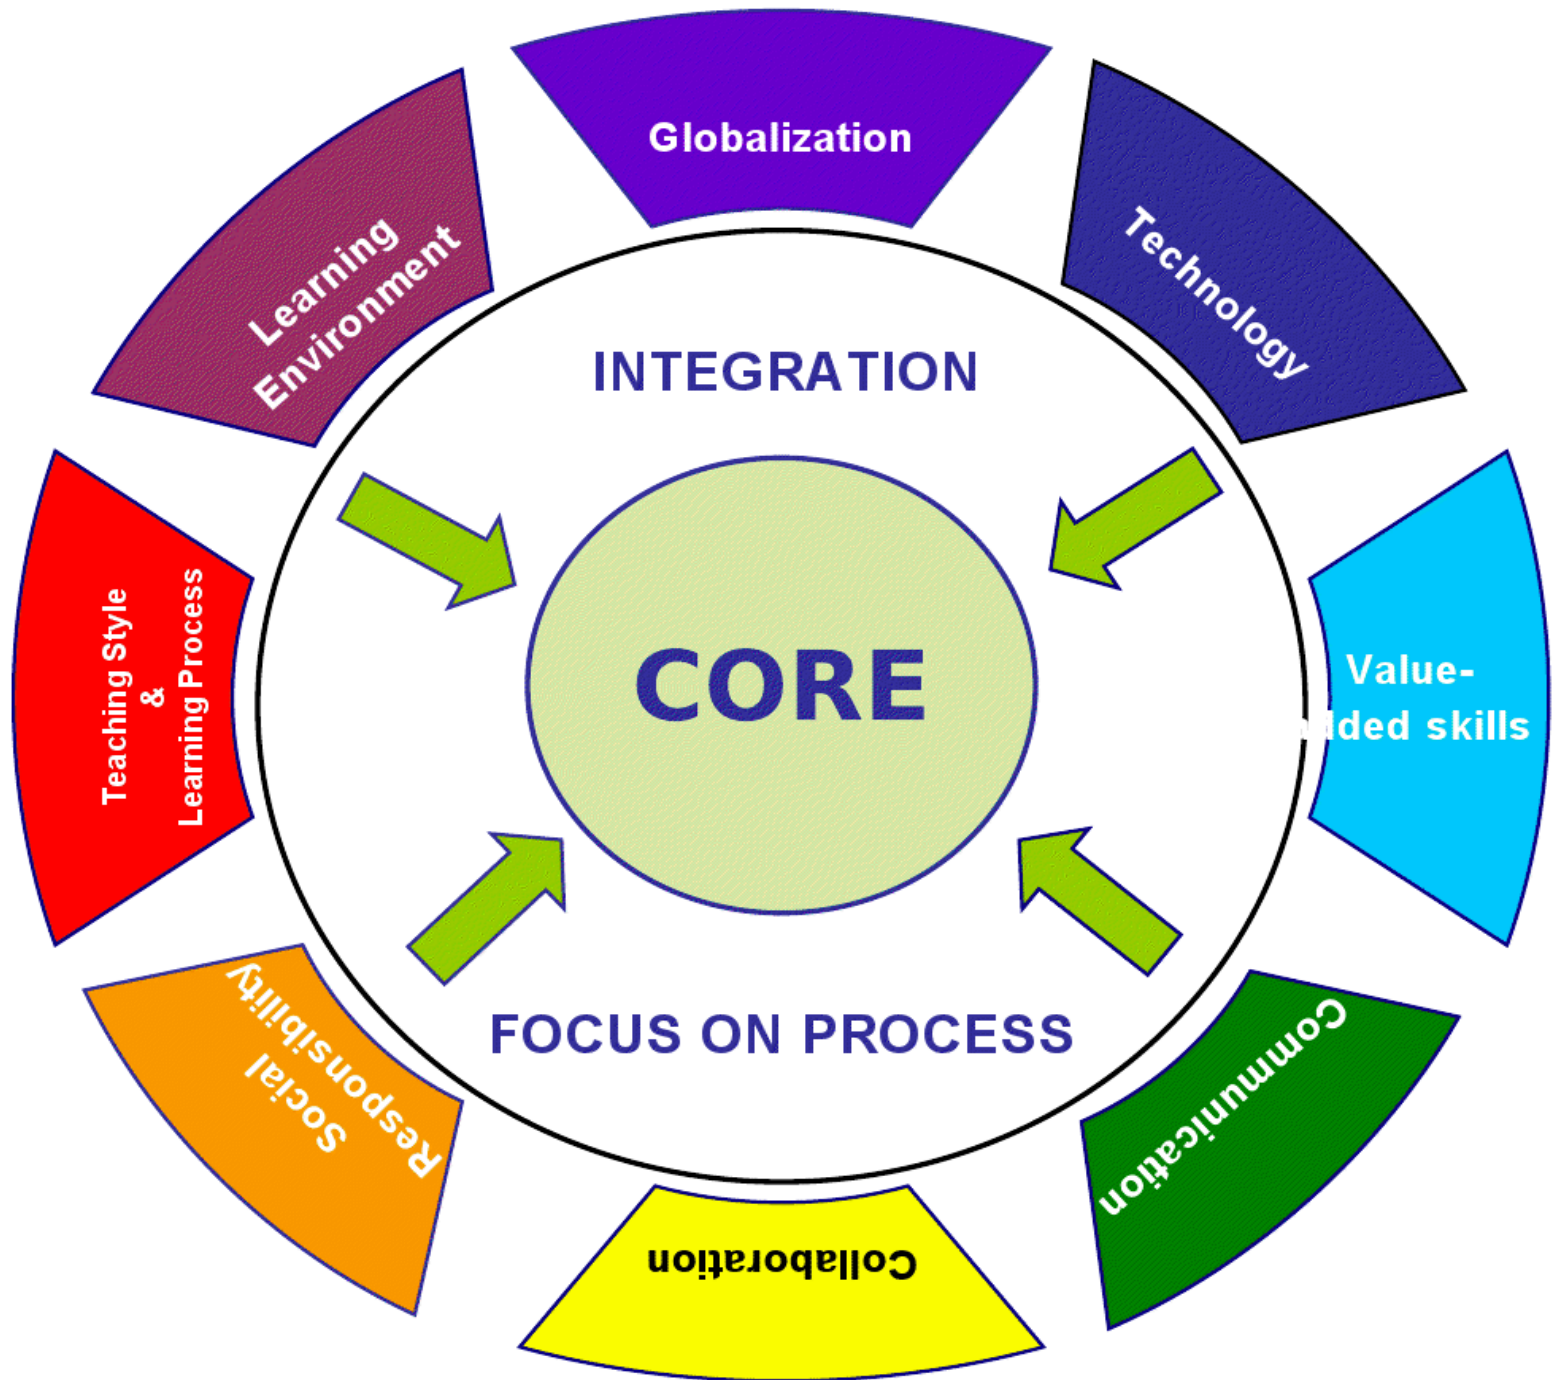 Globalization
Technology
Value-
added skills
Communication
Collaboration
Social
Responsibility
Teaching Style
&
Learning Process
Learning
Environment
INTEGRATION
CORE
FOCUS ON PROCESS